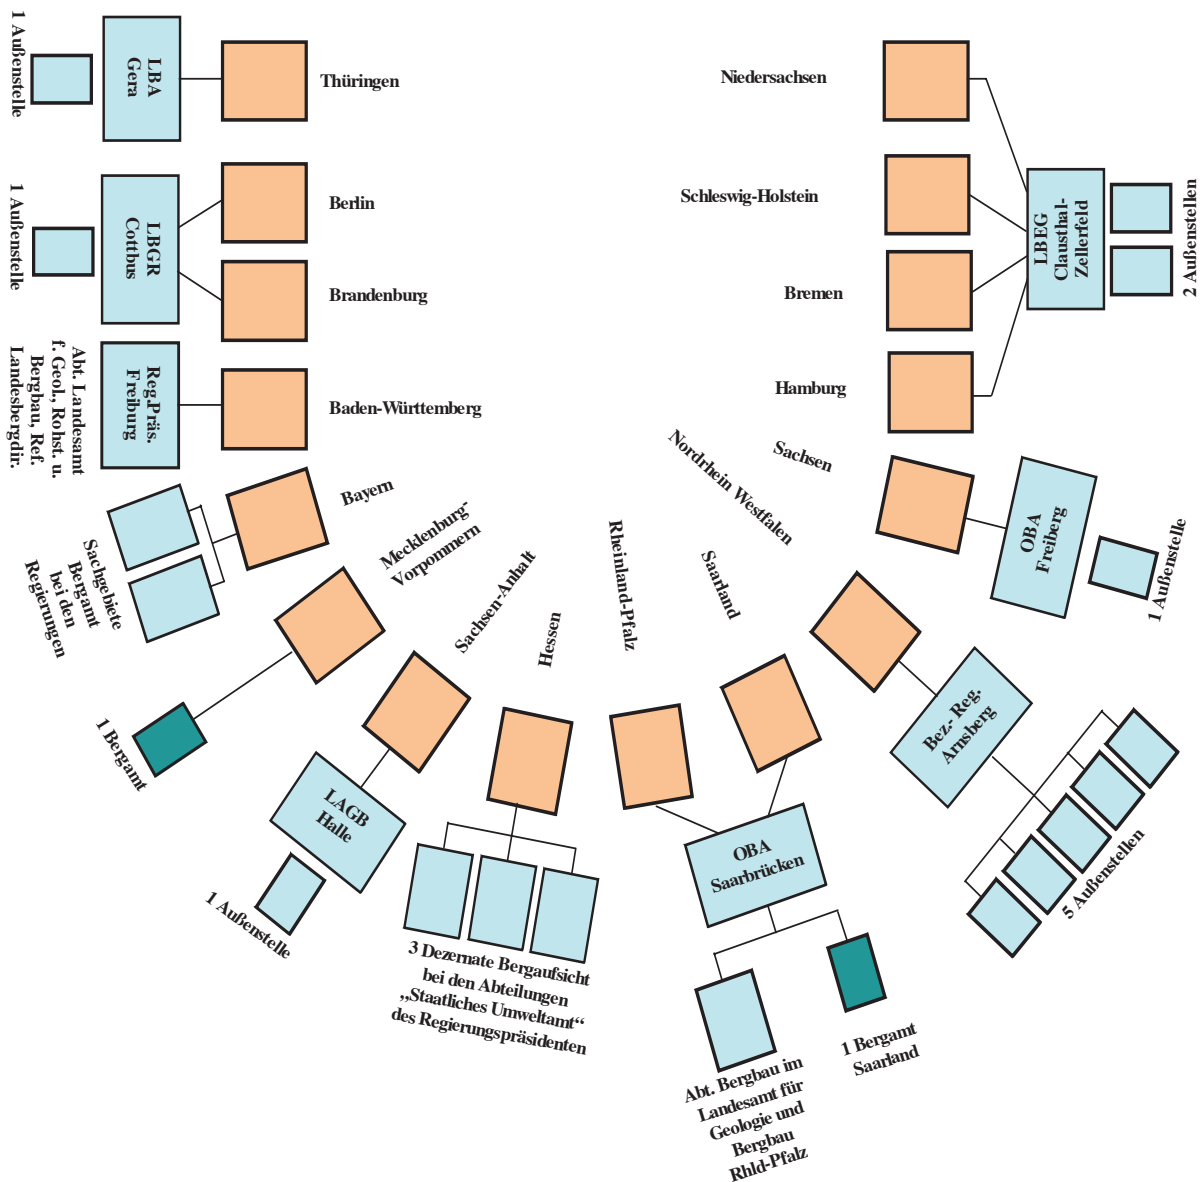 1 Außenstelle
LBA
Gera
Thüringen
1 Außenstelle
LBGR
Cottbus
Berlin
Brandenburg
Abt. Landesamt
f. Geol., Rohst. u.
Bergbau, Ref.
Landesbergdir.
Reg.Präs.
Freiburg
Baden-Württemberg
Sachgebiete
Bergamt
bei den
Regierungen
Bayern
Mecklenburg-
Vorpommern
1 Bergamt
Sachsen-Anhalt
LAGB
Halle
1 Außenstelle
Hessen
3 Dezernate Bergaufsicht
bei den Abteilungen
„Staatliches Umweltamt“
des Regierungspräsidenten
Rheinland-Pfalz
Saarland
OBA
Saarbrücken
Abt. Bergbau im
Landesamt für
Geologie und
Bergbau
Rhld-Pfalz
1 Bergamt
Saarland
Nordrhein Westfalen
Bez.- Reg.
Arnsberg
5 Außenstellen
Sachsen
OBA
Freiberg
1 Außenstelle
Niedersachsen
Schleswig-Holstein
Bremen
Hamburg
LBEG
Clausthal-
Zellerfeld
2 Außenstellen